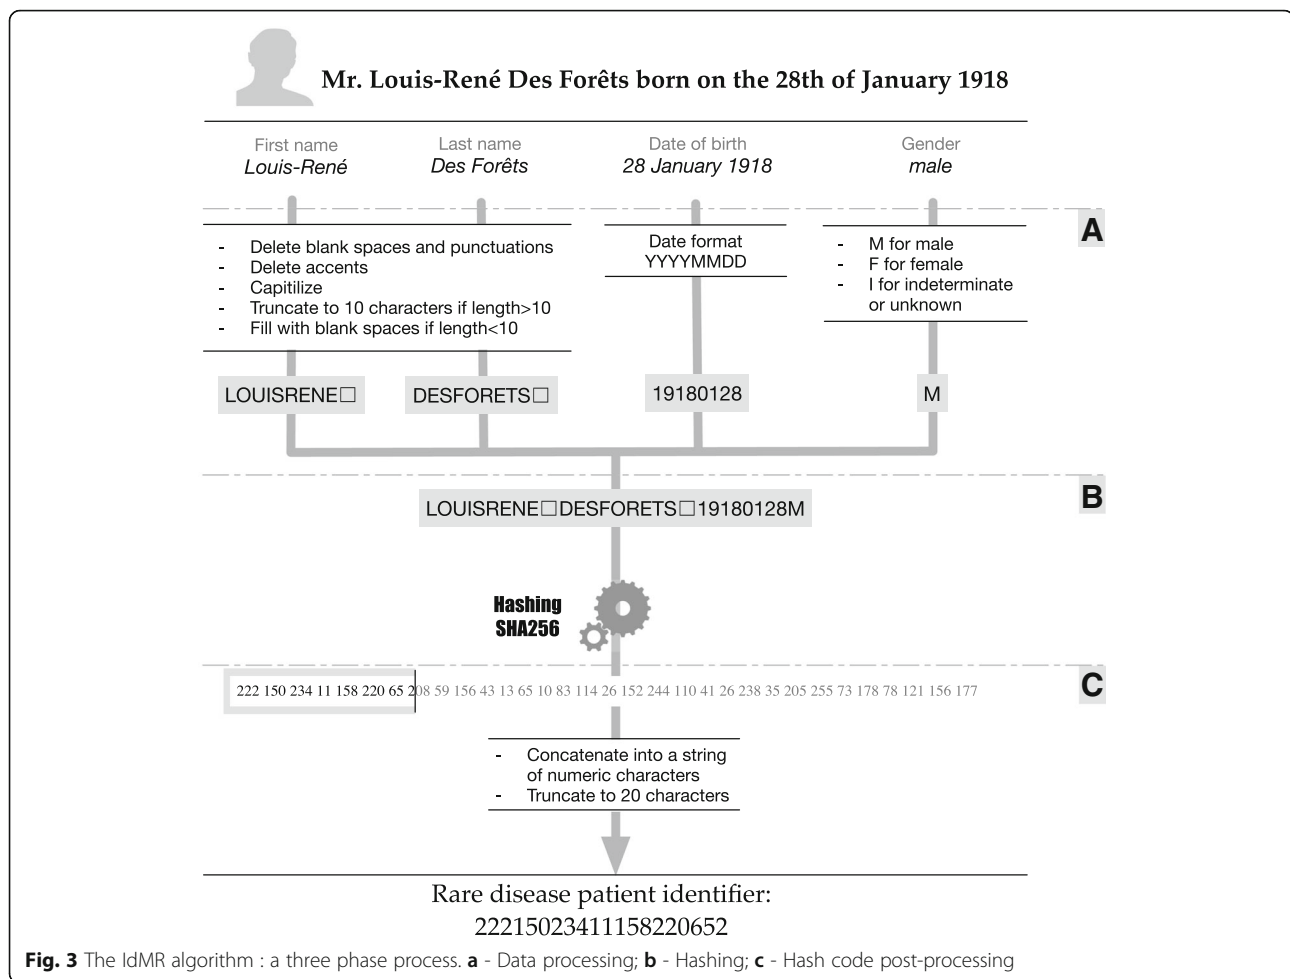 Mr. Louis-René Des Forêts born on the 28th of January 1918
First name Last name Date of birth Gender
Louis-René Des Forêts 28 January 1918 male
A
- Delete blank spaces and punctuations
- Delete accents
- Capitilize
- Truncate to 10 characters if length>10
- Fill with blank spaces if length<10
Date format
YYYYMMDD
- M for male
- F for female
- I for indeterminate
or unknown
LOUISRENE□ DESFORETS□ 19180128 M
B
LOUISRENE□DESFORETS□19180128M
Hashing
SHA256
C
222 150 234 11 158 220 65 208 59 156 43 13 65 10 83 114 26 152 244 110 41 26 238 35 205 255 73 178 78 121 156 177
- Concatenate into a string
of numeric characters
- Truncate to 20 characters
Rare disease patient identifier:
22215023411158220652
Fig. 3 The IdMR algorithm : a three phase process. a - Data processing; b - Hashing; c - Hash code post-processing